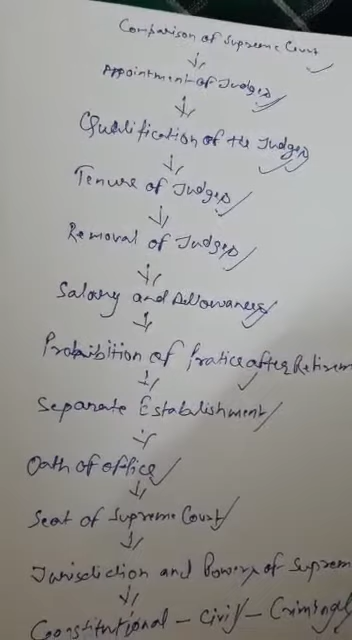 Comparison of Supreme Court
Appointment of Judges
Qualification of the Judges
Tenure of Judges
Removal of Judges
Salary and Allowances
Prohibition of Pratice after Retirem
Separate Establishment
Oath of office
Seat of Supreme Court
Jurisdiction and Powers of Suprem
Constitutional - Civil - Criminal